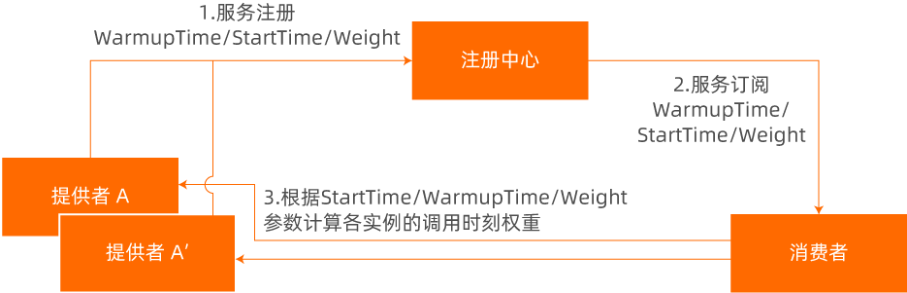 1.服务注册
WarmupTime/StartTime/Weight
注册中心
2.服务订阅
WarmupTime/
StartTime/Weight
提供者 A
3.根据StartTime/WarmupTime/Weight
参数计算各实例的调用时刻权重
提供者 A′
消费者